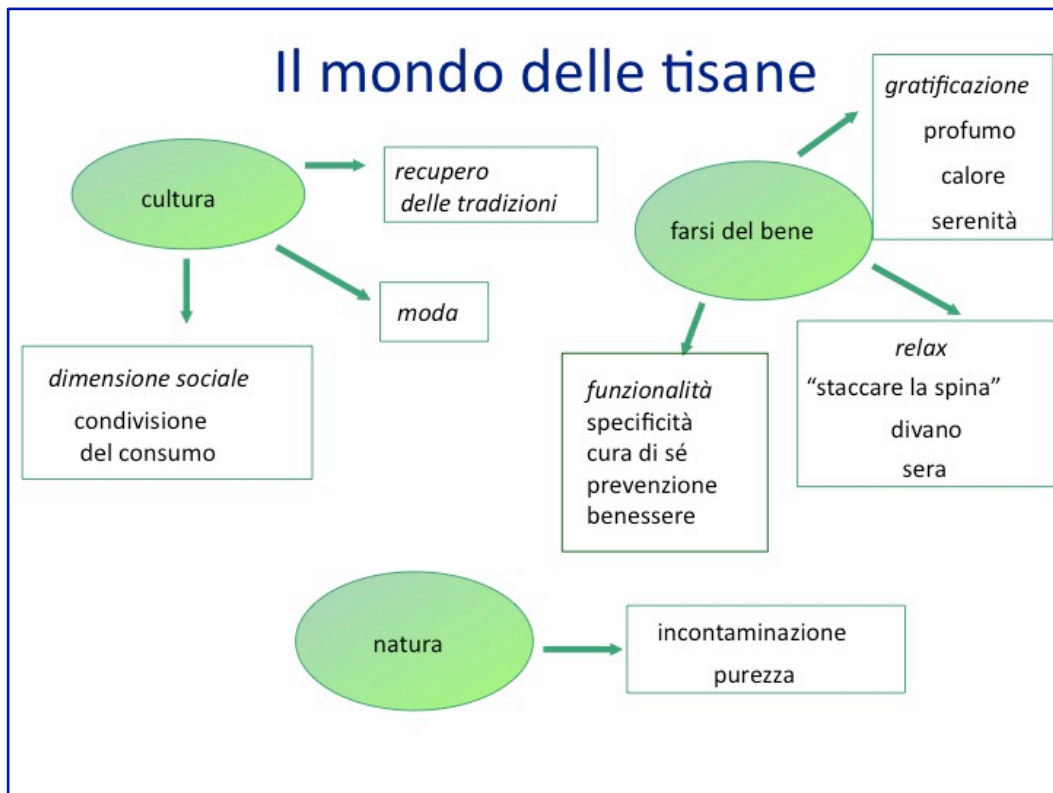 Il mondo delle tisane
cultura
recupero
delle tradizioni
moda
dimensione sociale
condivisione
del consumo
farsi del bene
gratificazione
profumo
calore
serenità
relax
“staccare la spina”
divano
sera
funzionalità
specificità
cura di sé
prevenzione
benessere
natura
incontaminazione
purezza